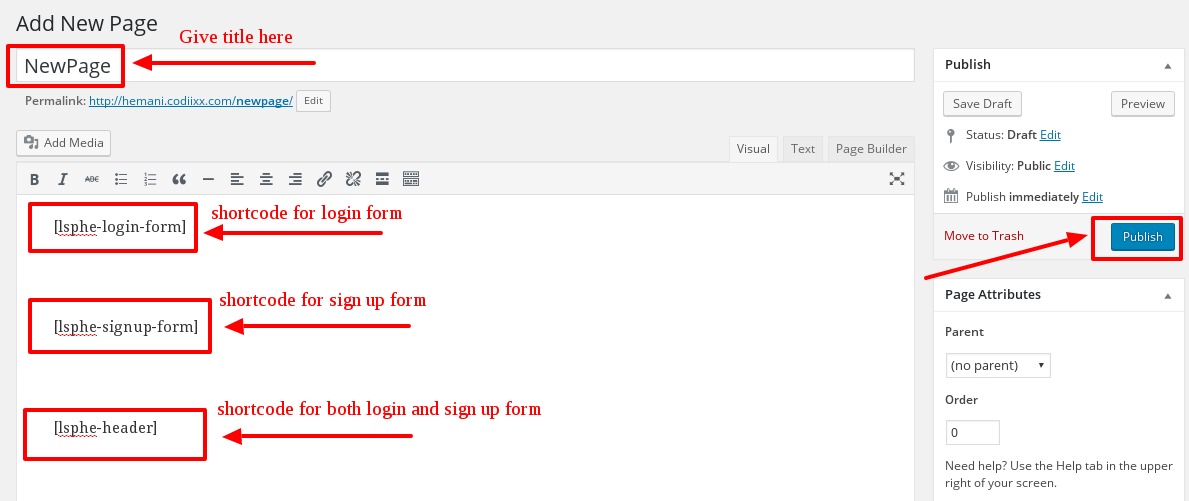 Add New Page
Give title here
NewPage
Permalink: http://hemani.codiixx.com/newpage/ Edit
Add Media
Visual Text Page Builder
B I ABC
[lsphe-login-form]
shortcode for login form
[lsphe-signup-form]
shortcode for sign up form
[lsphe-header]
shortcode for both login and sign up form
Publish
Save Draft Preview
Status: Draft Edit
Visibility: Public Edit
Publish immediately Edit
Move to Trash Publish
Page Attributes
Parent
(no parent)
Order
0
Need help? Use the Help tab in the upper
right of your screen.